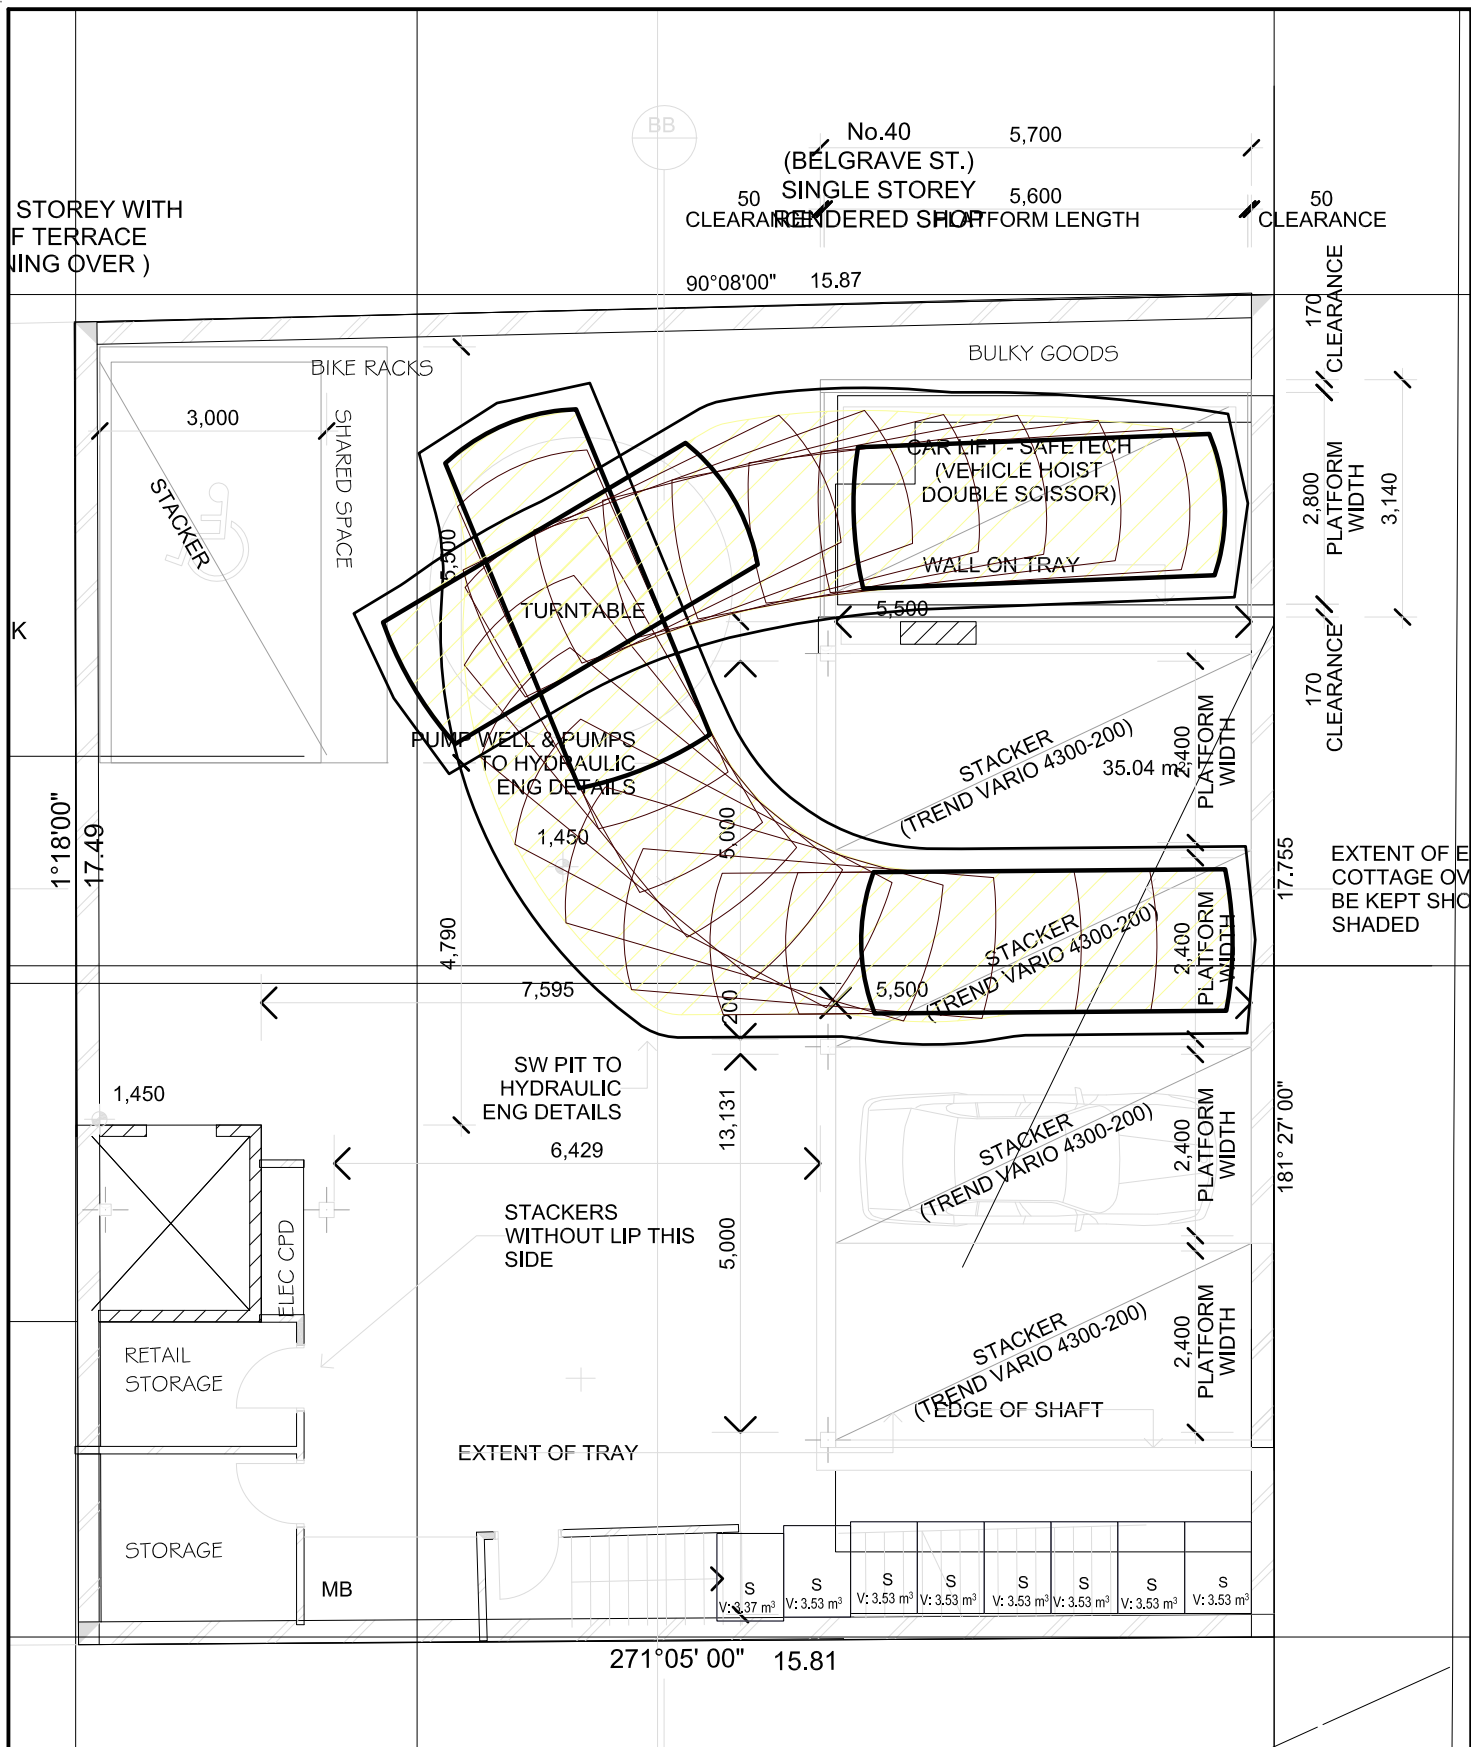 BB
No.40
(BELGRAVE ST.)
SINGLE STOREY
RENDERED SHOP
5,700
50
CLEARANCE
5,600
PLATFORM LENGTH
50
CLEARANCE
STOREY WITH
F TERRACE
NING OVER )
90°08'00"
15.87
170
CLEARANCE
BIKE RACKS
BULKY GOODS
3,000
SHARED SPACE
STACKER
CAR LIFT - SAFETECH
(VEHICLE HOIST
DOUBLE SCISSOR)
2,800
PLATFORM
WIDTH
3,140
5,500
WALL ON TRAY
TURNTABLE
5,500
K
170
CLEARANCE
PUMP WELL & PUMPS
TO HYDRAULIC
ENG DETAILS
STACKER
(TREND VARIO 4300-200)
35.04 m²
2,400
PLATFORM
WIDTH
1°18'00"
17.49
1,450
5,000
17.755
EXTENT OF E
COTTAGE OV
BE KEPT SHO
SHADED
4,790
STACKER
(TREND VARIO 4300-200)
2,400
PLATFORM
WIDTH
7,595
200
5,500
SW PIT TO
HYDRAULIC
ENG DETAILS
1,450
13,131
6,429
STACKER
(TREND VARIO 4300-200)
2,400
PLATFORM
WIDTH
181° 27' 00"
STACKERS
WITHOUT LIP THIS
SIDE
5,000
ELEC CPD
RETAIL
STORAGE
STACKER
(TREND VARIO 4300-200)
2,400
PLATFORM
WIDTH
EDGE OF SHAFT
EXTENT OF TRAY
STORAGE
MB
S
V: 3.37 m³
S
V: 3.53 m³
S
V: 3.53 m³
S
V: 3.53 m³
S
V: 3.53 m³
S
V: 3.53 m³
S
V: 3.53 m³
S
V: 3.53 m³
271°05' 00"
15.81